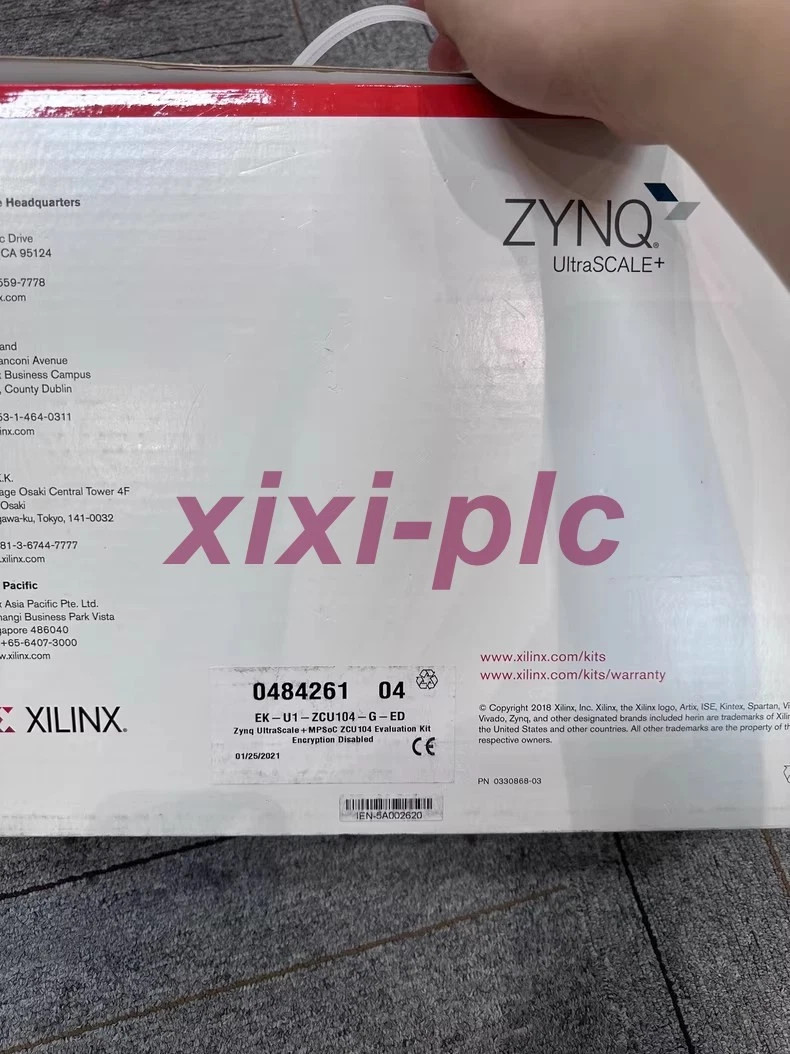 e Headquarters
c Drive
CA 95124
559-7778
x.com
and
anconi Avenue
Business Campus
, County Dublin
53-1-464-0311
inx.com
K.K.
age Osaki Central Tower 4F
Osaki
gawa-ku, Tokyo, 141-0032
81-3-6744-7777
.xilinx.com
Pacific
x Asia Pacific Pte. Ltd.
hangi Business Park Vista
gapore 486040
+65-6407-3000
w.xilinx.com
XILINX®
ZYNQ®
UltraSCALE+
xixi-plc
0484261 04
EK-U1-ZCU104-G-ED
Zynq UltraScale+MPSoC ZCU104 Evaluation Kit
Encryption Disabled
01/25/2021
CE
IEN-5A002620
www.xilinx.com/kits
www.xilinx.com/kits/warranty
© Copyright 2018 Xilinx, Inc. Xilinx, the Xilinx logo, Artix, ISE, Kintex, Spartan, Vi
Vivado, Zynq, and other designated brands included herin are trademarks of Xilin
the United States and other countries. All other trademarks are the property of th
respective owners.
PN 0330868-03